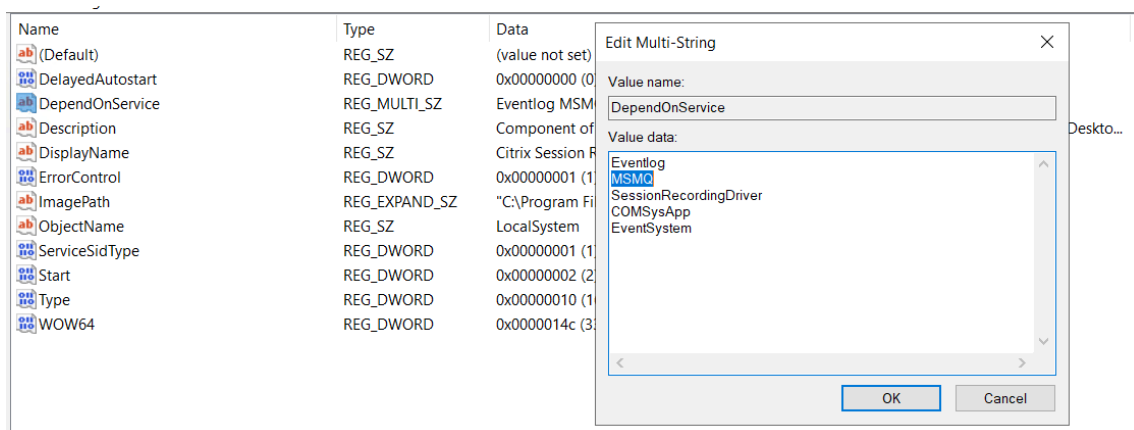 Name Type Data
(Default) REG_SZ (value not set)
DelayedAutostart REG_DWORD 0x00000000 (0
DependOnService REG_MULTI_SZ Eventlog MSM
Description REG_SZ Component of Deskto...
DisplayName REG_SZ Citrix Session R
ErrorControl REG_DWORD 0x00000001 (1
ImagePath REG_EXPAND_SZ "C:\Program Fi
ObjectName REG_SZ LocalSystem
ServiceSidType REG_DWORD 0x00000001 (1
Start REG_DWORD 0x00000002 (2
Type REG_DWORD 0x00000010 (1
WOW64 REG_DWORD 0x0000014c (3
Edit Multi-String
Value name:
DependOnService
Value data:
Eventlog
MSMQ
SessionRecordingDriver
COMSysApp
EventSystem
OK Cancel